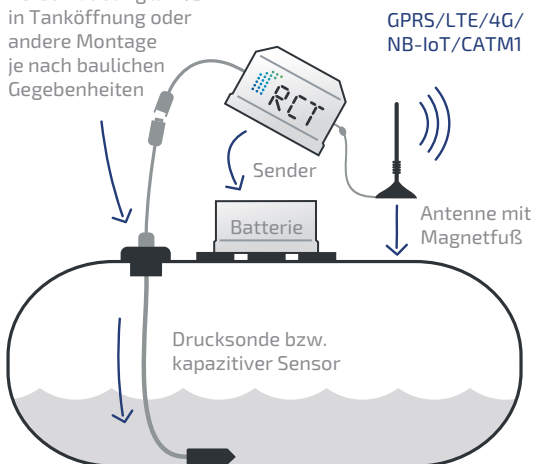 in Tanköffnung oder
andere Montage
je nach baulichen
Gegebenheiten
GPRS/LTE/4G/
NB-IoT/CATM1
RCT
Sender
Batterie
Antenne mit
Magnetfuß
Drucksonde bzw.
kapazitiver Sensor